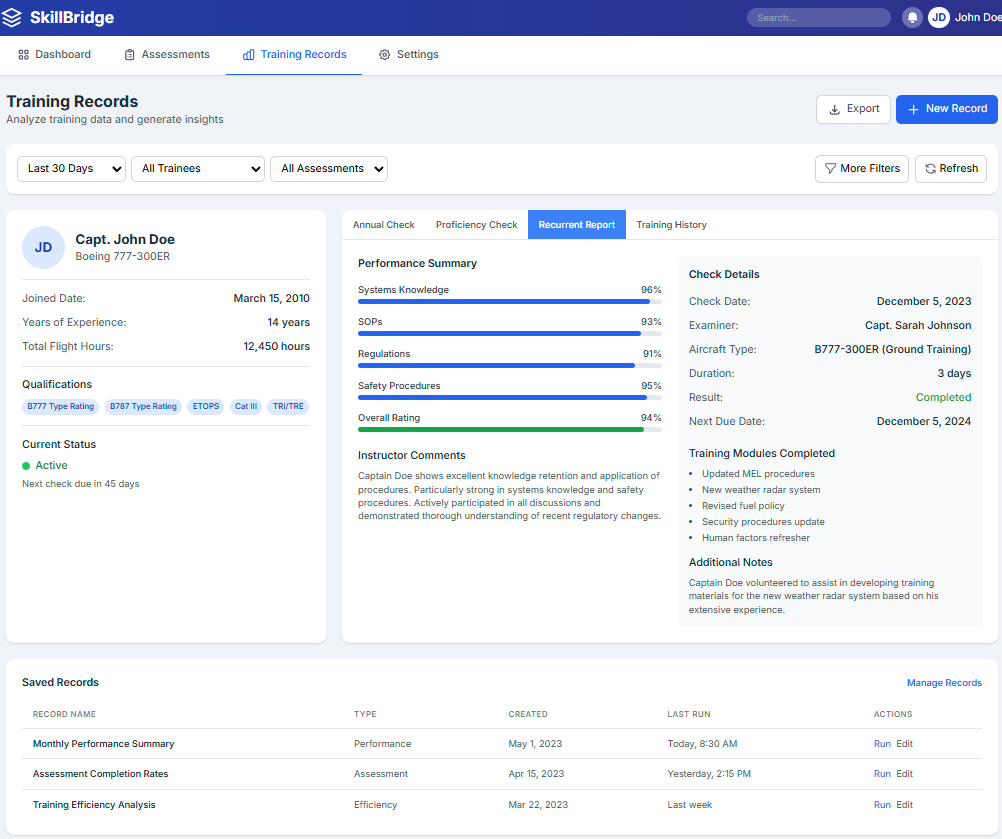 SkillBridge
Search...
JD
John Doe
Dashboard
Assessments
Training Records
Settings
Training Records
Analyze training data and generate insights
Export
New Record
Last 30 Days
All Trainees
All Assessments
More Filters
Refresh
JD
Capt. John Doe
Boeing 777-300ER
Joined Date: March 15, 2010
Years of Experience: 14 years
Total Flight Hours: 12,450 hours
Qualifications
B777 Type Rating B787 Type Rating ETOPS Cat III TRI/TRE
Current Status
Active
Next check due in 45 days
Annual Check Proficiency Check Recurrent Report Training History
Performance Summary
Systems Knowledge 96%
SOPs 93%
Regulations 91%
Safety Procedures 95%
Overall Rating 94%
Instructor Comments
Captain Doe shows excellent knowledge retention and application of
procedures. Particularly strong in systems knowledge and safety
procedures. Actively participated in all discussions and
demonstrated thorough understanding of recent regulatory changes.
Check Details
Check Date: December 5, 2023
Examiner: Capt. Sarah Johnson
Aircraft Type: B777-300ER (Ground Training)
Duration: 3 days
Result: Completed
Next Due Date: December 5, 2024
Training Modules Completed
• Updated MEL procedures
• New weather radar system
• Revised fuel policy
• Security procedures update
• Human factors refresher
Additional Notes
Captain Doe volunteered to assist in developing training
materials for the new weather radar system based on his
extensive experience.
Saved Records
Manage Records
RECORD NAME TYPE CREATED LAST RUN ACTIONS
Monthly Performance Summary Performance May 1, 2023 Today, 8:30 AM Run Edit
Assessment Completion Rates Assessment Apr 15, 2023 Yesterday, 2:15 PM Run Edit
Training Efficiency Analysis Efficiency Mar 22, 2023 Last week Run Edit